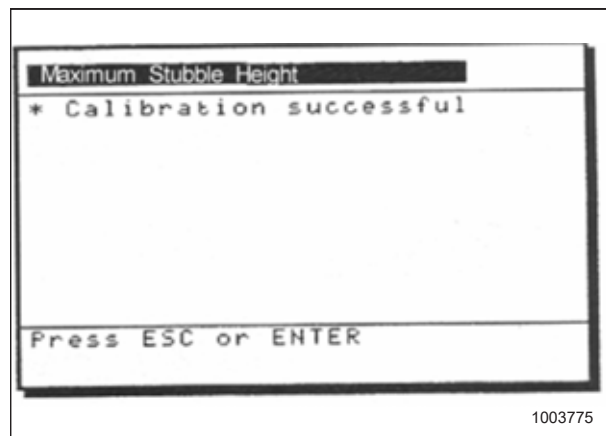 Maximum Stubble Height
* Calibration successful
Press ESC or ENTER
1003775